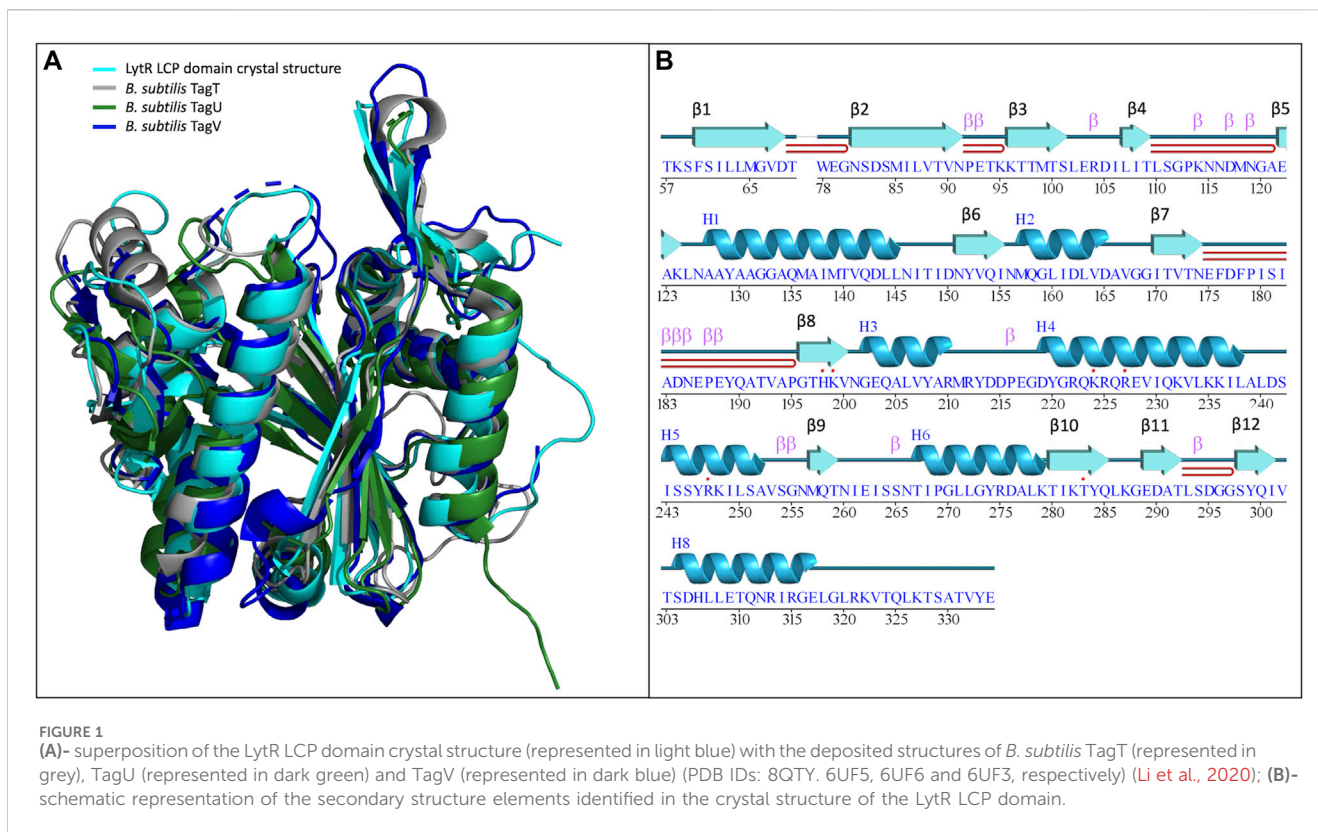 A
LytR LCP domain crystal structure
B. subtilis TagT
B. subtilis TagU
B. subtilis TagV
B
β1 β2 ββ β3 β β4 β β β β5
TKSFSILLMGVDT WEGNSDSMILVTVNPETKKTTMTSLERDILITLSGPKNNDMNGAE
57 65 78 85 90 95 100 105 110 115 120
H1 β6 H2 β7
AKLNAAYAAGGAQMAIMTVQDLLNITIDNYVQINMQGLIDLVDAVGGITVTNEFDFPISI
123 130 135 140 145 150 155 160 165 170 175 180
βββ ββ β8 H3 β H4
ADNEPEYQATVAPGTHKVNGEQALVYARMRYDDPEGDYGRQKRQREVIQKVLKKILALDS
183 190 195 200 205 210 215 220 225 230 235 240
H5 ββ β9 β H6 β10 β11 β β12
ISSYRKILSAVSGNMQTNIEISSNTIPGLLGYRDALKTIKTYQLKGEDATLSDGGSYQIV
243 250 255 260 265 270 275 280 285 290 295 300
H8
TSDHLLETQNRIRGELGLRKVTQLKTSATVYE
303 310 315 320 325 330
FIGURE 1
(A)- superposition of the LytR LCP domain crystal structure (represented in light blue) with the deposited structures of B. subtilis TagT (represented in
grey), TagU (represented in dark green) and TagV (represented in dark blue) (PDB IDs: 8QTY. 6UF5, 6UF6 and 6UF3, respectively) (Li et al., 2020); (B)-
schematic representation of the secondary structure elements identified in the crystal structure of the LytR LCP domain.